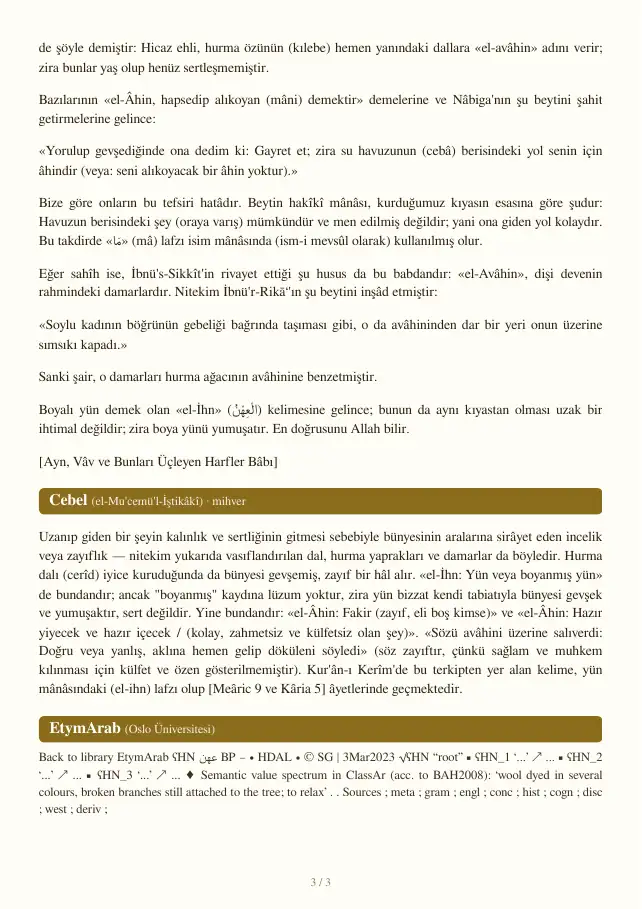 de şöyle demiştir: Hicaz ehli, hurma özünün (kılebe) hemen yanındaki dallara «el-avâhin» adını verir;
zira bunlar yaş olup henüz sertleşmemiştir.
Bazılarının «el-Âhin, hapsedip alıkoyan (mâni) demektir» demelerine ve Nâbiga'nın şu beytini şahit
getirmelerine gelince:
«Yorulup gevşediğinde ona dedim ki: Gayret et; zira su havuzunun (cebâ) berisindeki yol senin için
âhindir (veya: seni alıkoyacak bir âhin yoktur).»
Bize göre onların bu tefsiri hatâdır. Beytin hakîkî mânâsı, kurduğumuz kıyasın esasına göre şudur:
Havuzun berisindeki şey (oraya varış) mümkündür ve men edilmiş değildir; yani ona giden yol kolaydır.
Bu takdirde «مَا» (mâ) lafzı isim mânâsında (ism-i mevsûl olarak) kullanılmış olur.
Eğer sahîh ise, İbnü's-Sikkît'in rivayet ettiği şu husus da bu babdandır: «el-Avâhin», dişi devenin
rahmindeki damarlardır. Nitekim İbnü'r-Rikā‘'ın şu beytini inşâd etmiştir:
«Soylu kadının böğrünün gebeliği bağrında taşıması gibi, o da avâhininden dar bir yeri onun üzerine
sımsıkı kapadı.»
Sanki şair, o damarları hurma ağacının avâhinine benzetmiştir.
Boyalı yün demek olan «el-İhn» (الْعِهْنُ) kelimesine gelince; bunun da aynı kıyastan olması uzak bir
ihtimal değildir; zira boya yünü yumuşatır. En doğrusunu Allah bilir.
[Ayn, Vâv ve Bunları Üçleyen Harfler Bâbı]
Cebel (el-Mu'cemü'l-İştikâkî) · mihver
Uzanıp giden bir şeyin kalınlık ve sertliğinin gitmesi sebebiyle bünyesinin aralarına sirâyet eden incelik
veya zayıflık — nitekim yukarıda vasıflandırılan dal, hurma yaprakları ve damarlar da böyledir. Hurma
dalı (cerîd) iyice kuruduğunda da bünyesi gevşemiş, zayıf bir hâl alır. «el-İhn: Yün veya boyanmış yün»
de bundandır; ancak "boyanmış" kaydına lüzum yoktur, zira yün bizzat kendi tabiatıyla bünyesi gevşek
ve yumuşaktır, sert değildir. Yine bundandır: «el-Âhin: Fakir (zayıf, eli boş kimse)» ve «el-Âhin: Hazır
yiyecek ve hazır içecek / (kolay, zahmetsiz ve külfetsiz olan şey)». «Sözü avâhini üzerine salıverdi:
Doğru veya yanlış, aklına hemen gelip döküleni söyledi» (söz zayıftır, çünkü sağlam ve muhkem
kılınması için külfet ve özen gösterilmemiştir). Kur'ân-ı Kerîm'de bu terkipten yer alan kelime, yün
mânâsındaki (el-ihn) lafzı olup [Meâric 9 ve Kâria 5] âyetlerinde geçmektedir.
EtymArab (Oslo Üniversitesi)
Back to library EtymArab ʕHN عهن BP – • HDAL • © SG | 3Mar2023 √ʕHN “root” ▪ ʕHN_1 ‘...’ ↗ ... ▪ ʕHN_2
‘...’ ↗ ... ▪ ʕHN_3 ‘...’ ↗ ... ♦ Semantic value spectrum in ClassAr (acc. to BAH2008): ‘wool dyed in several
colours, broken branches still attached to the tree; to relax’ . . Sources ; meta ; gram ; engl ; conc ; hist ; cogn ; disc
; west ; deriv ;
3 / 3